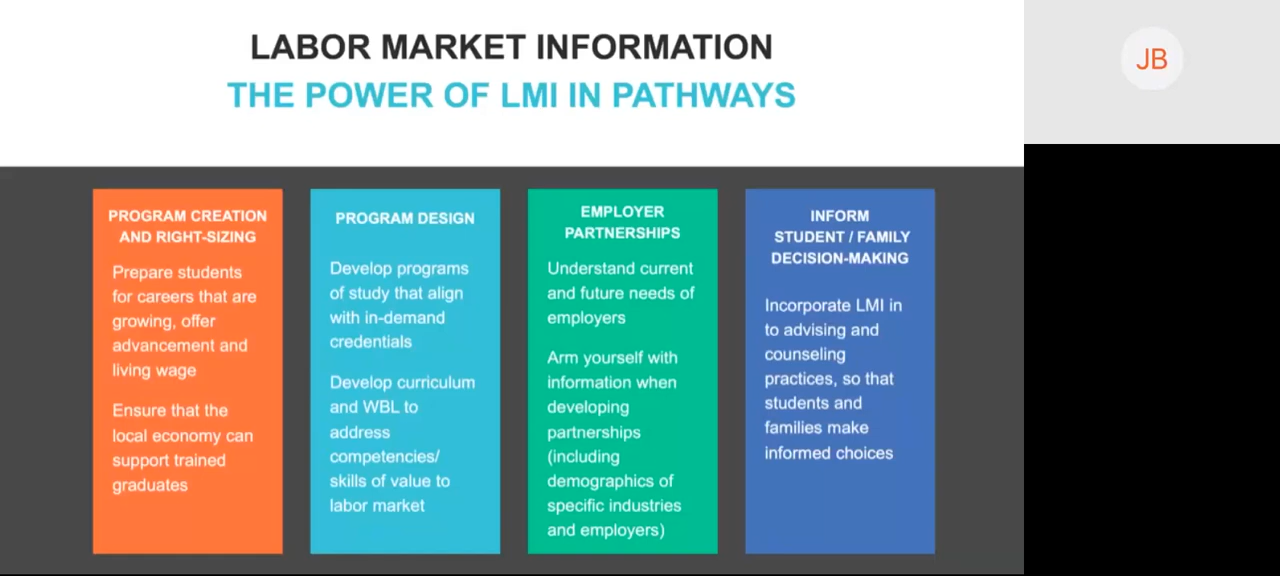 LABOR MARKET INFORMATION
THE POWER OF LMI IN PATHWAYS
JB
PROGRAM CREATION
AND RIGHT-SIZING
Prepare students
for careers that are
growing, offer
advancement and
living wage
Ensure that the
local economy can
support trained
graduates
PROGRAM DESIGN
Develop programs
of study that align
with in-demand
credentials
Develop curriculum
and WBL to
address
competencies/
skills of value to
labor market
EMPLOYER
PARTNERSHIPS
Understand current
and future needs of
employers
Arm yourself with
information when
developing
partnerships
(including
demographics of
specific industries
and employers)
INFORM
STUDENT / FAMILY
DECISION-MAKING
Incorporate LMI in
to advising and
counseling
practices, so that
students and
families make
informed choices